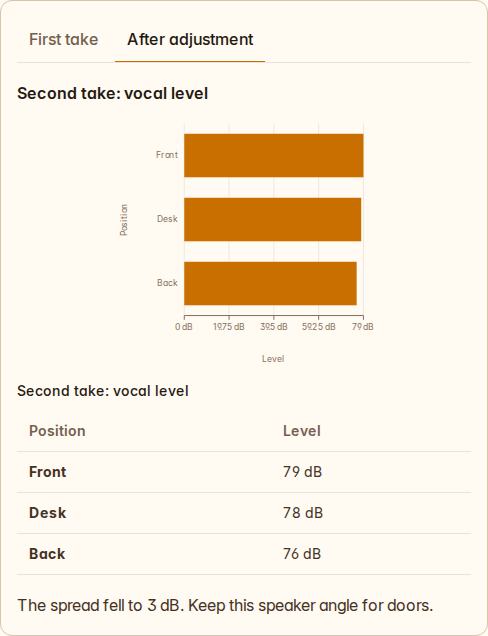 First take After adjustment
Second take: vocal level
Front
Desk
Back
Position
0 dB 19.75 dB 39.5 dB 59.25 dB 79 dB
Level
Second take: vocal level
Position Level
Front 79 dB
Desk 78 dB
Back 76 dB
The spread fell to 3 dB. Keep this speaker angle for doors.